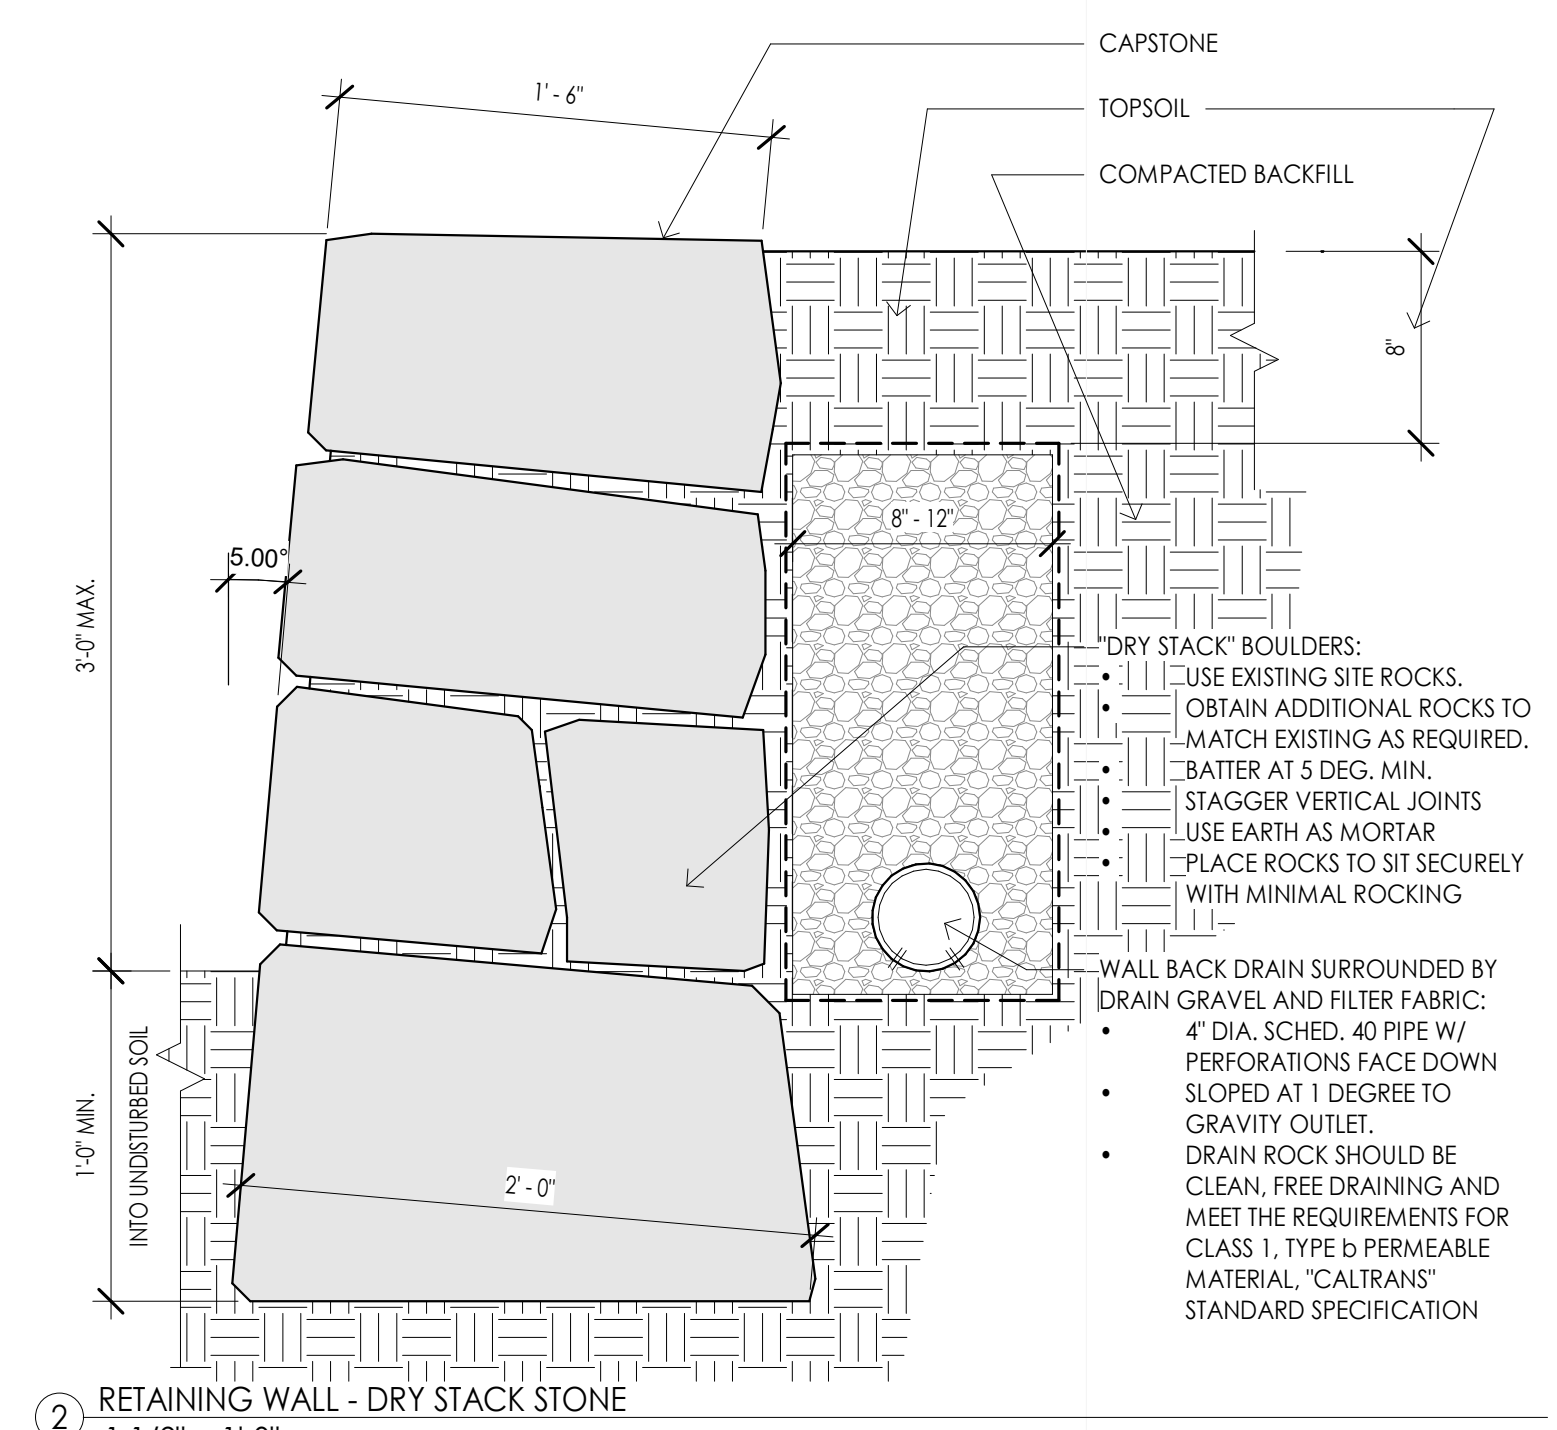 CAPSTONE
1' - 6"
TOPSOIL
COMPACTED BACKFILL
8"
8" - 12"
5.00°
3'-0" MAX.
"DRY STACK" BOULDERS:
• USE EXISTING SITE ROCKS.
• OBTAIN ADDITIONAL ROCKS TO
MATCH EXISTING AS REQUIRED.
• BATTER AT 5 DEG. MIN.
• STAGGER VERTICAL JOINTS
• USE EARTH AS MORTAR
• PLACE ROCKS TO SIT SECURELY
WITH MINIMAL ROCKING
WALL BACK DRAIN SURROUNDED BY
DRAIN GRAVEL AND FILTER FABRIC:
• 4" DIA. SCHED. 40 PIPE W/
PERFORATIONS FACE DOWN
• SLOPED AT 1 DEGREE TO
GRAVITY OUTLET.
• DRAIN ROCK SHOULD BE
CLEAN, FREE DRAINING AND
MEET THE REQUIREMENTS FOR
CLASS 1, TYPE b PERMEABLE
MATERIAL, "CALTRANS"
STANDARD SPECIFICATION
1'-0" MIN.
INTO UNDISTURBED SOIL
2' - 0"
2
RETAINING WALL - DRY STACK STONE